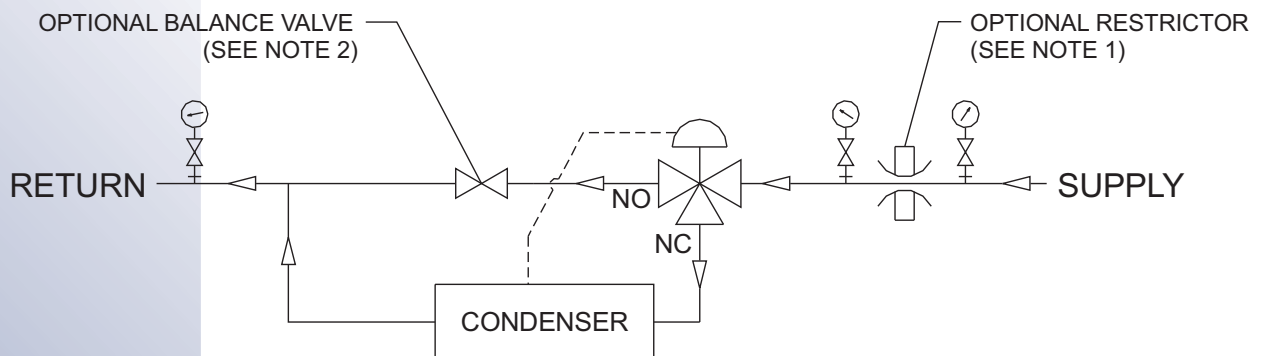 OPTIONAL BALANCE VALVE
(SEE NOTE 2)
OPTIONAL RESTRICTOR
(SEE NOTE 1)
RETURN
NO
SUPPLY
NC
CONDENSER